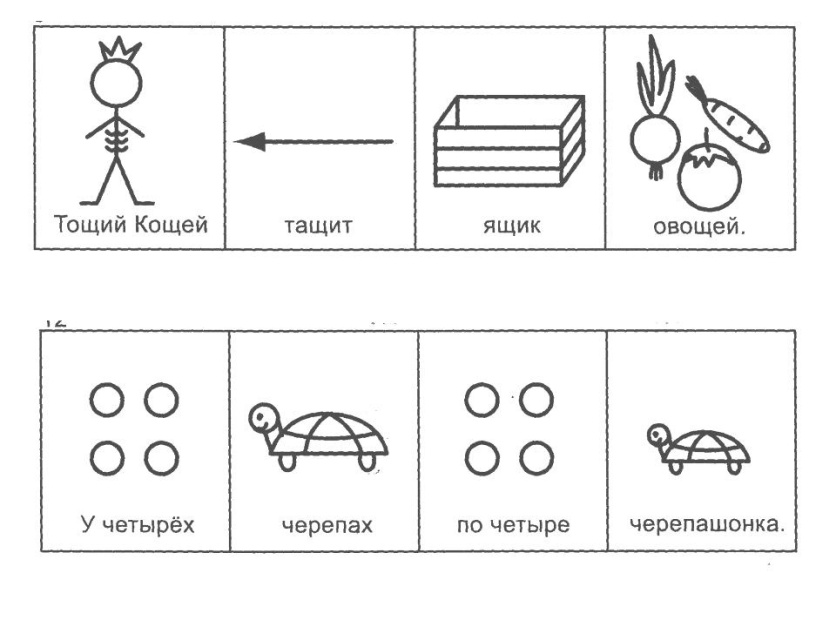 Тощий Кощей тащит ящик овощей.
У четырёх черепах по четыре черепашонка.